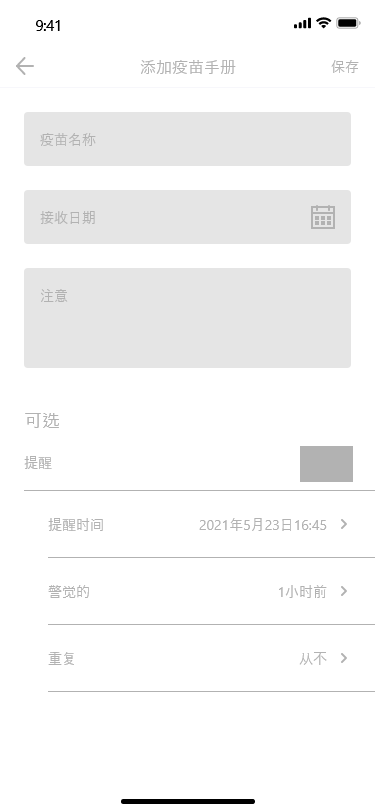 9:41
添加疫苗手册
保存
疫苗名称
接收日期
注意
可选
提醒
提醒时间 2021年5月23日16:45
警觉的 1小时前
重复 从不